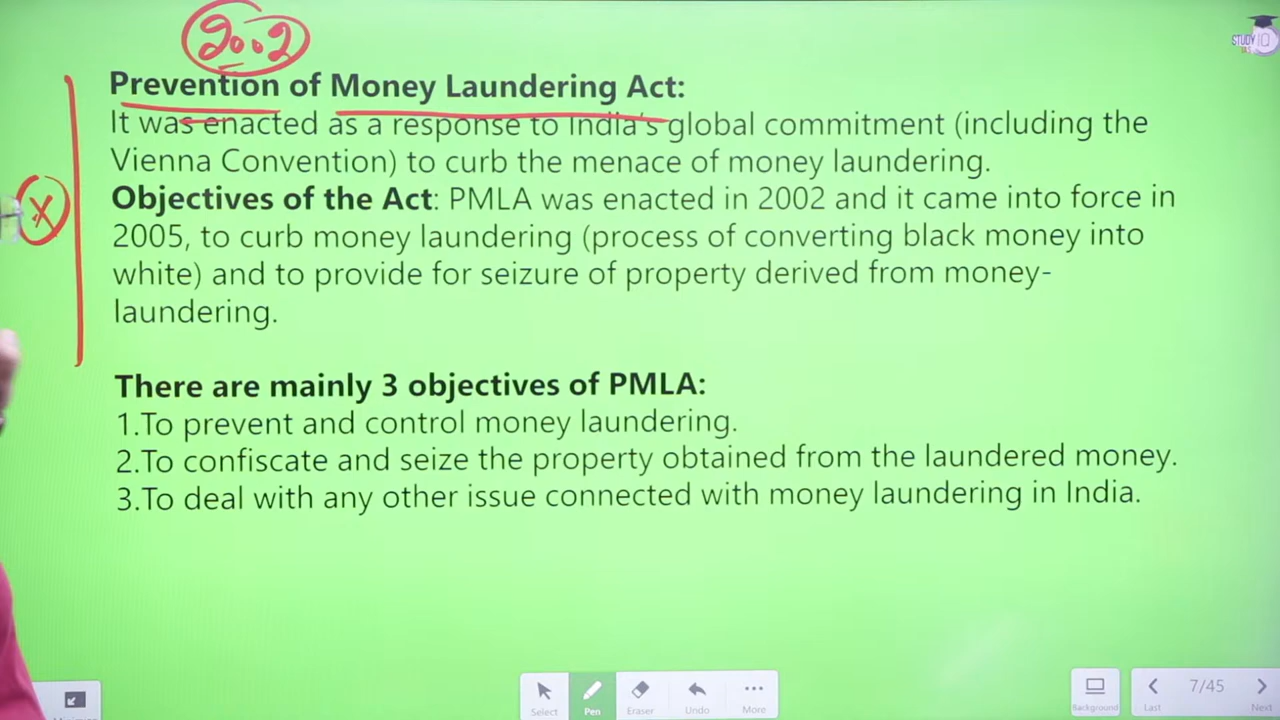 2002
STUDY IQ
Prevention of Money Laundering Act:
It was enacted as a response to India's global commitment (including the
Vienna Convention) to curb the menace of money laundering.
X
Objectives of the Act: PMLA was enacted in 2002 and it came into force in
2005, to curb money laundering (process of converting black money into
white) and to provide for seizure of property derived from money-
laundering.
There are mainly 3 objectives of PMLA:
1.To prevent and control money laundering.
2.To confiscate and seize the property obtained from the laundered money.
3.To deal with any other issue connected with money laundering in India.
Select Pen Eraser Undo More
Background
7/45
Last Next